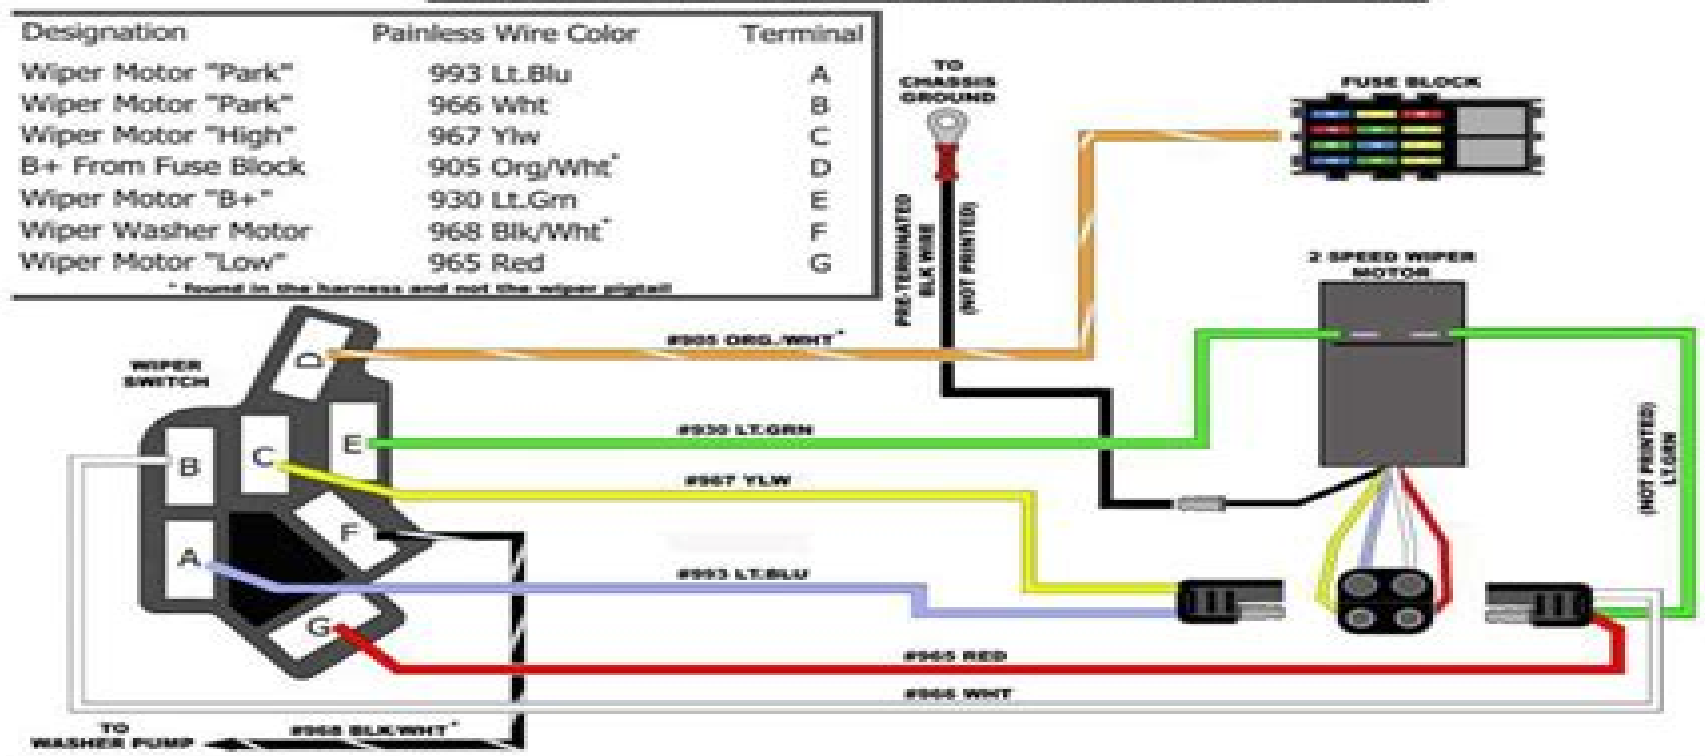 Designation Painless Wire Color Terminal
Wiper Motor "Park" 993 Lt.Blu A
Wiper Motor "Park" 966 Wht B
Wiper Motor "High" 967 Ylw C
B+ From Fuse Block 905 Org/Wht* D
Wiper Motor "B+" 930 Lt.Grn E
Wiper Washer Motor 968 Blk/Wht* F
Wiper Motor "Low" 965 Red G
* found in the harness and not the wiper pigtail
TO
CHASSIS
GROUND
FUSE BLOCK
PRE-TERMINATED
BLK WIRE
(NOT PRINTED)
2 SPEED WIPER
MOTOR
WIPER
SWITCH
D
#905 ORG./WHT*
E
#930 LT.GRN
C
B
#967 YLW
(NOT PRINTED)
LT.GRN
F
A
#993 LT.BLU
G
#965 RED
#966 WHT
TO
WASHER PUMP
#968 BLK/WHT*